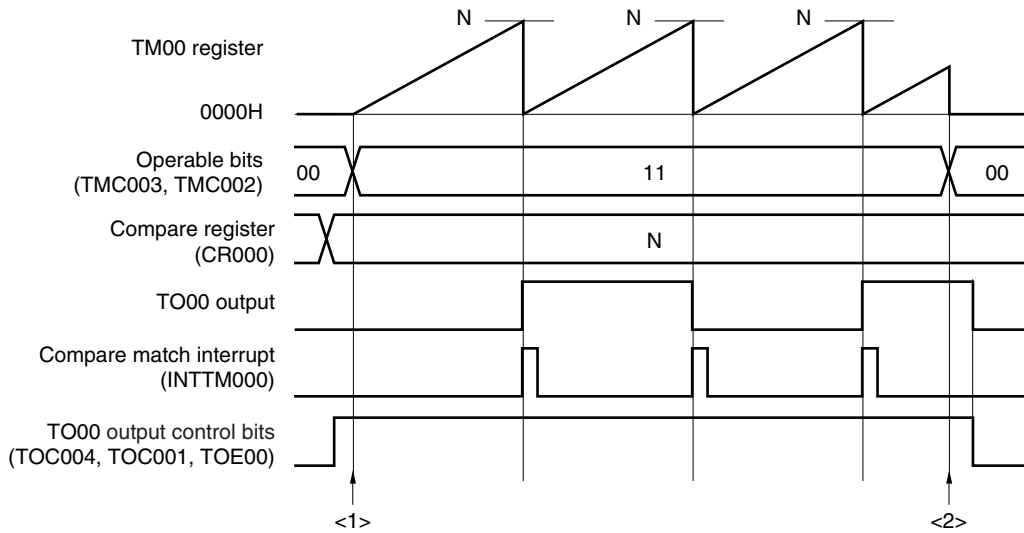 N N N
TM00 register
0000H
Operable bits
(TMC003, TMC002)
00 11 00
Compare register
(CR000)
N
TO00 output
Compare match interrupt
(INTTM000)
TO00 output control bits
(TOC004, TOC001, TOE00)
<1> <2>